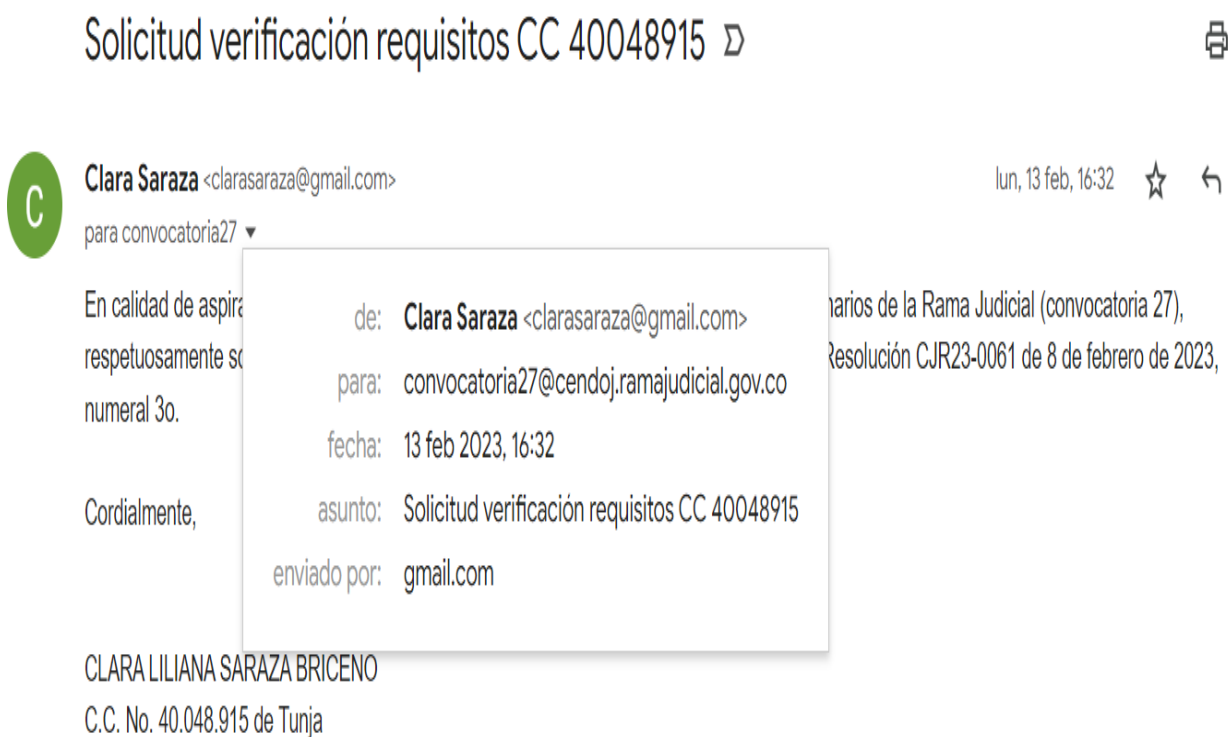 Solicitud verificación requisitos CC 40048915
C
Clara Saraza <clarasaraza@gmail.com>
lun, 13 feb, 16:32
para convocatoria27
En calidad de
narios de la Rama Judicial (convocatoria 27),
respetuosamente
Resolución CJR23-0061 de 8 de febrero de 2023,
numeral 3o.
de: Clara Saraza <clarasaraza@gmail.com>
para: convocatoria27@cendoj.ramajudicial.gov.co
fecha: 13 feb 2023, 16:32
asunto: Solicitud verificación requisitos CC 40048915
enviado por: gmail.com
Cordialmente,
CLARA LILIANA SARAZA BRICENO
C.C. No. 40.048.915 de Tunja